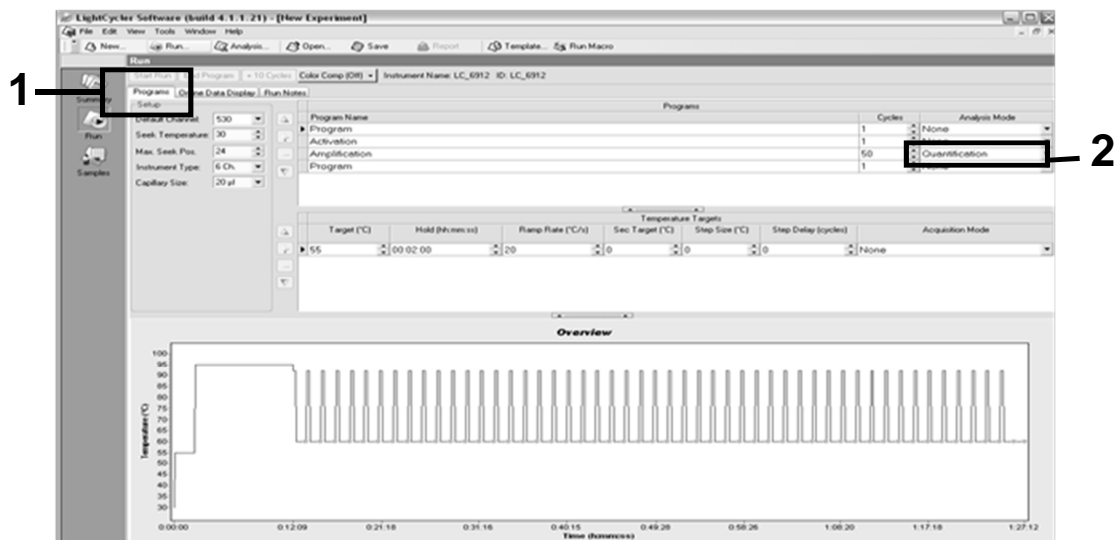 LightCycler Software (build 4.1.1.21) - [New Experiment]
File Edit View Tools Window Help
New... Run... Analysis... Open... Save Report Template... Run Macro
Run
Start Run End Program +10 Cycles Color Comp (Off) Instrument Name: LC_6912 ID: LC_6912
1
Summary
Run
Samples
Programs Online Data Display Run Notes
Setup
Default Channel: 530
Seek Temperature: 30
Max. Seek Pos. 24
Instrument Type: 6 Ch.
Capillary Size: 20 µl
Programs
Program Name Cycles Analysis Mode
Program 1 None
Activation 1 None
Amplification 50 Quantification
Program 1 None
2
Temperature Targets
Target (°C) Hold (hh:mm:ss) Ramp Rate (°C/s) Sec Target (°C) Step Size (°C) Step Delay (cycles) Acquisition Mode
55 00:02:00 20 0 0 0 None
Overview
Temperature (°C)
100
95
90
85
80
75
70
65
60
55
50
45
40
35
30
0:00:00 0:12:09 0:21:18 0:31:16 0:40:15 0:49:28 0:58:26 1:08:20 1:17:18 1:27:12
Time (hh:mm:ss)